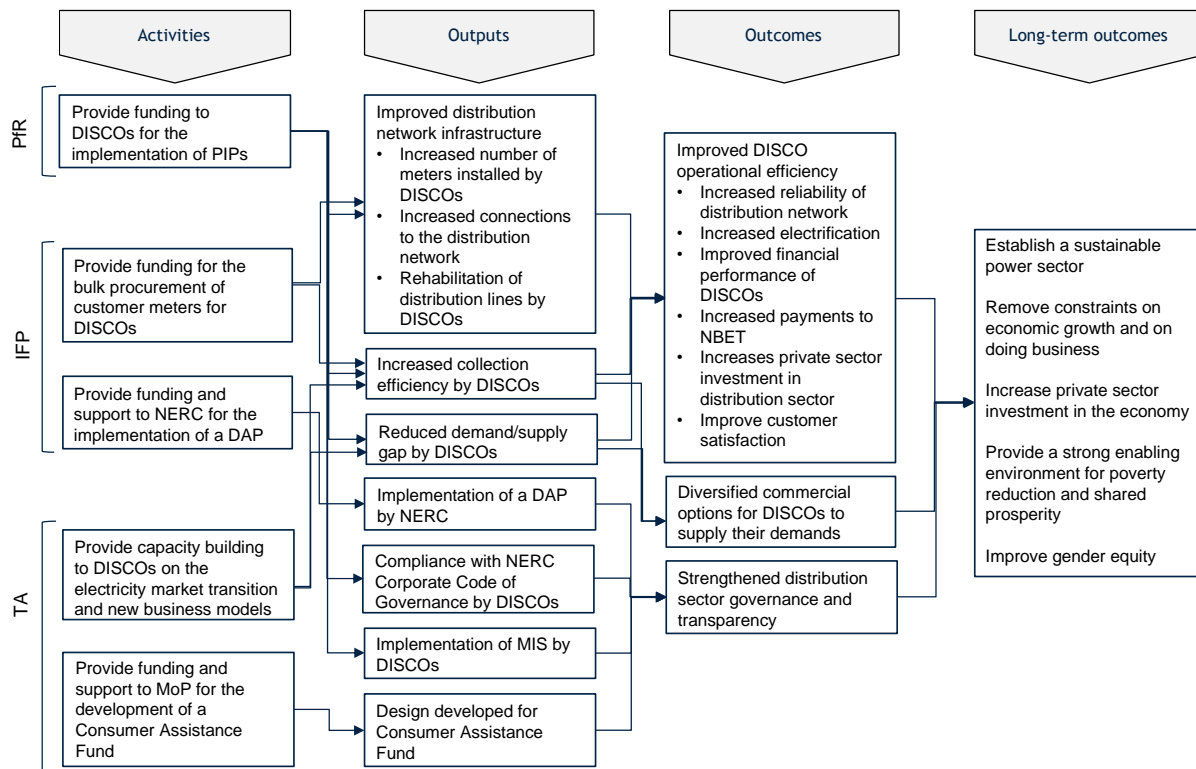 Activities
Outputs
Outcomes
Long-term outcomes
PfR
Provide funding to
DISCOs for the
implementation of PIPs
IFP
Provide funding for the
bulk procurement of
customer meters for
DISCOs
Provide funding and
support to NERC for the
implementation of a DAP
TA
Provide capacity building
to DISCOs on the
electricity market transition
and new business models
Provide funding and
support to MoP for the
development of a
Consumer Assistance
Fund
Improved distribution
network infrastructure
• Increased number of
meters installed by
DISCOs
• Increased connections
to the distribution
network
• Rehabilitation of
distribution lines by
DISCOs
Increased collection
efficiency by DISCOs
Reduced demand/supply
gap by DISCOs
Implementation of a DAP
by NERC
Compliance with NERC
Corporate Code of
Governance by DISCOs
Implementation of MIS by
DISCOs
Design developed for
Consumer Assistance
Fund
Improved DISCO
operational efficiency
• Increased reliability of
distribution network
• Increased electrification
• Improved financial
performance of
DISCOs
• Increased payments to
NBET
• Increases private sector
investment in
distribution sector
• Improve customer
satisfaction
Diversified commercial
options for DISCOs to
supply their demands
Strengthened distribution
sector governance and
transparency
Establish a sustainable
power sector
Remove constraints on
economic growth and on
doing business
Increase private sector
investment in the economy
Provide a strong enabling
environment for poverty
reduction and shared
prosperity
Improve gender equity